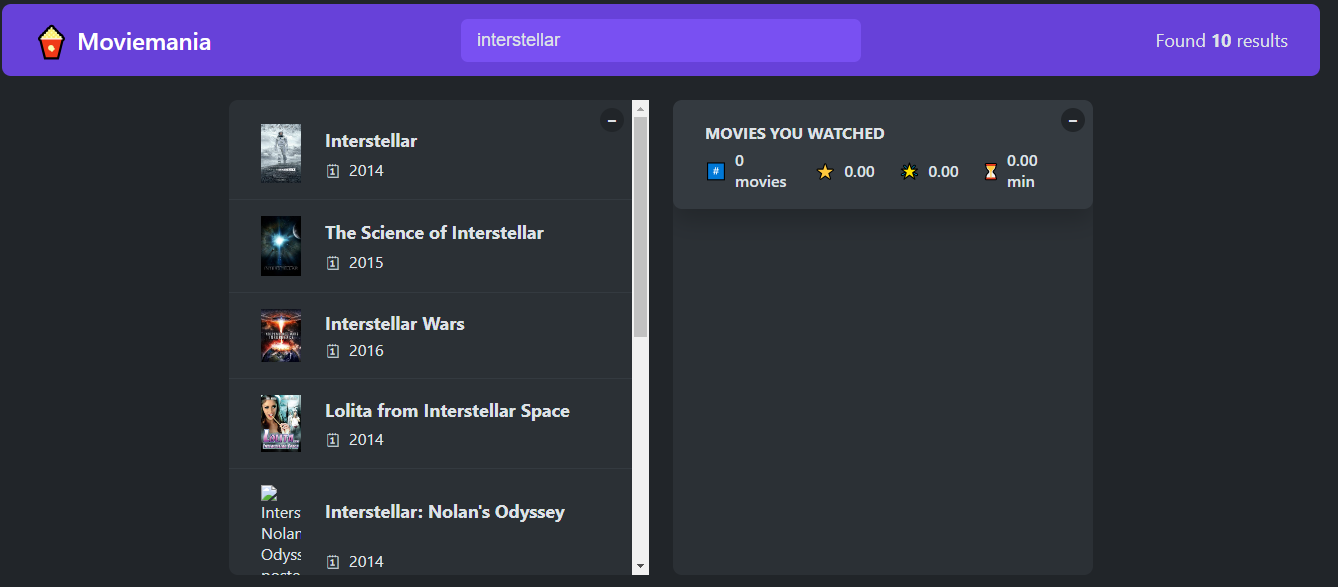 Moviemania
interstellar
Found 10 results
Interstellar
2014
The Science of Interstellar
2015
Interstellar Wars
2016
Lolita from Interstellar Space
2014
Inters
Nolan
Odyss
Interstellar: Nolan's Odyssey
2014
MOVIES YOU WATCHED
#
0
movies
0.00
0.00
0.00
min